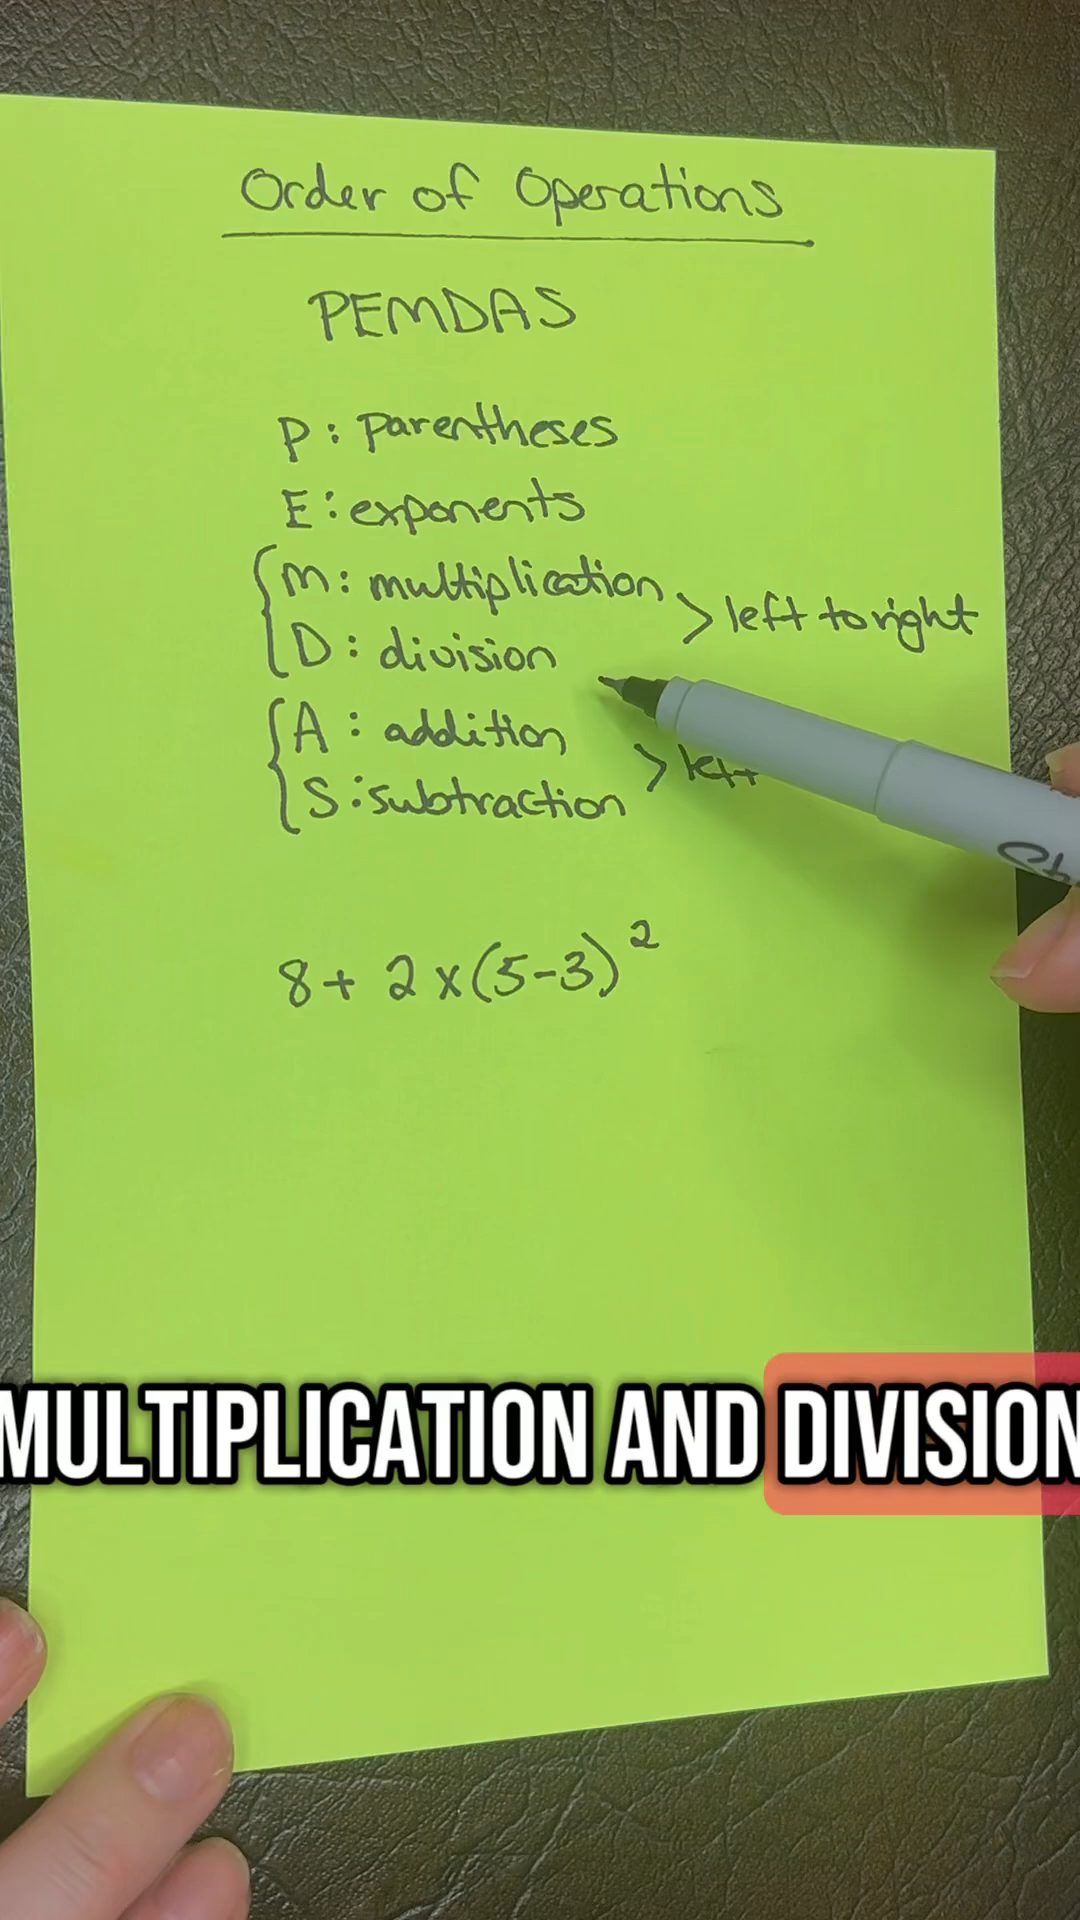 Order of Operations
PEMDAS
P: parentheses
E: exponents
M: multiplication
D: division
> left to right
A: addition
S: subtraction
> left
8 + 2 x (5-3)²
MULTIPLICATION AND DIVISION